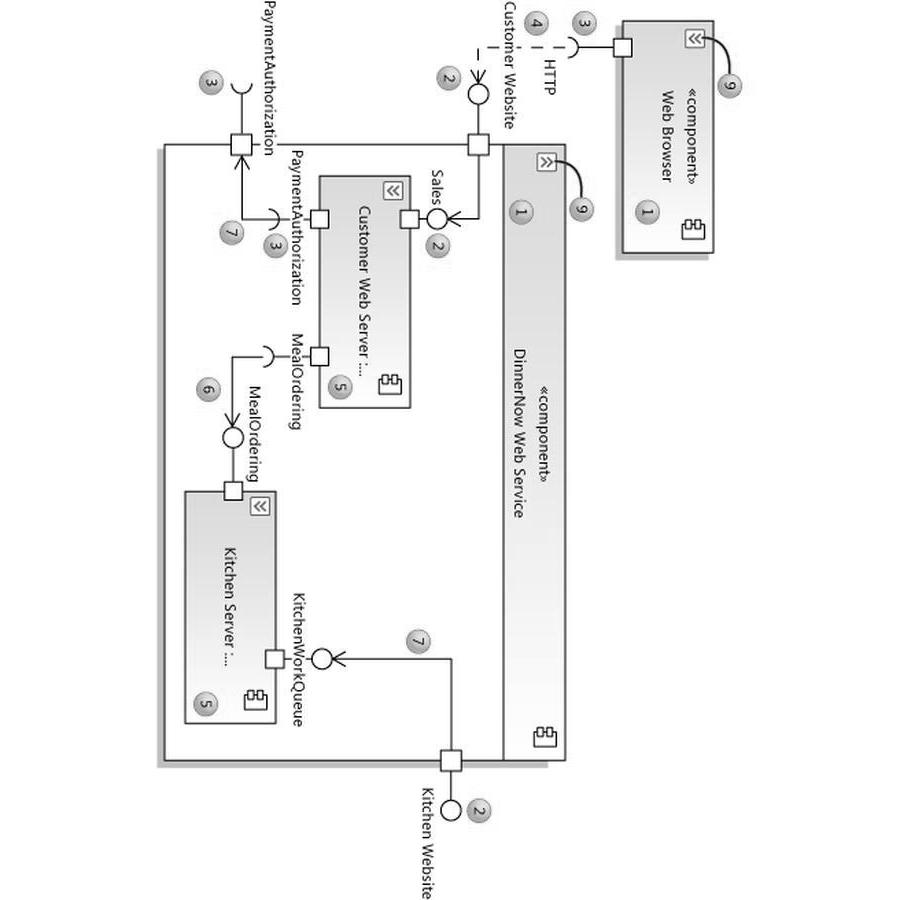 9
«component»
Web Browser
1
3
4
HTTP
9
«component»
DinnerNow Web Service
1
Customer Website
2
2
Kitchen Website
Sales
2
7
Customer Web Server :....
5
PaymentAuthorization
MealOrdering
KitchenWorkQueue
3
PaymentAuthorization
MealOrdering
7
Kitchen Server :....
3
6
5